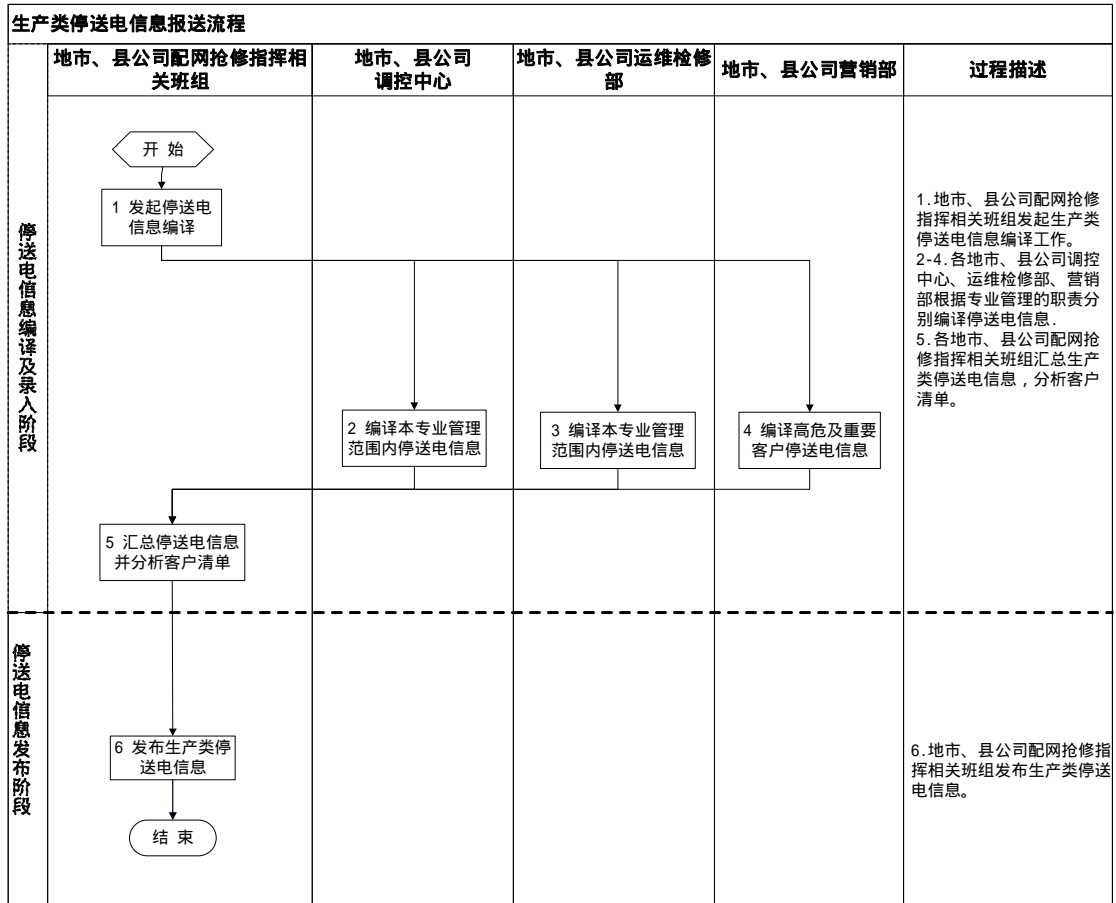 生产类停送电信息报送流程
地市、县公司配网抢修指挥相
关班组
地市、县公司
调控中心
地市、县公司运维检修
部
地市、县公司营销部
过程描述
停送电信息编译及录入阶段
开 始
1 发起停送电
信息编译
2 编译本专业管理
范围内停送电信息
3 编译本专业管理
范围内停送电信息
4 编译高危及重要
客户停送电信息
5 汇总停送电信息
并分析客户清单
1.地市、县公司配网抢修
指挥相关班组发起生产类
停送电信息编译工作。
2-4.各地市、县公司调控
中心、运维检修部、营销
部根据专业管理的职责分
别编译停送电信息.
5.各地市、县公司配网抢
修指挥相关班组汇总生产
类停送电信息，分析客户
清单。
停送电信息发布阶段
6 发布生产类停
送电信息
结 束
6.地市、县公司配网抢修指
挥相关班组发布生产类停送
电信息。